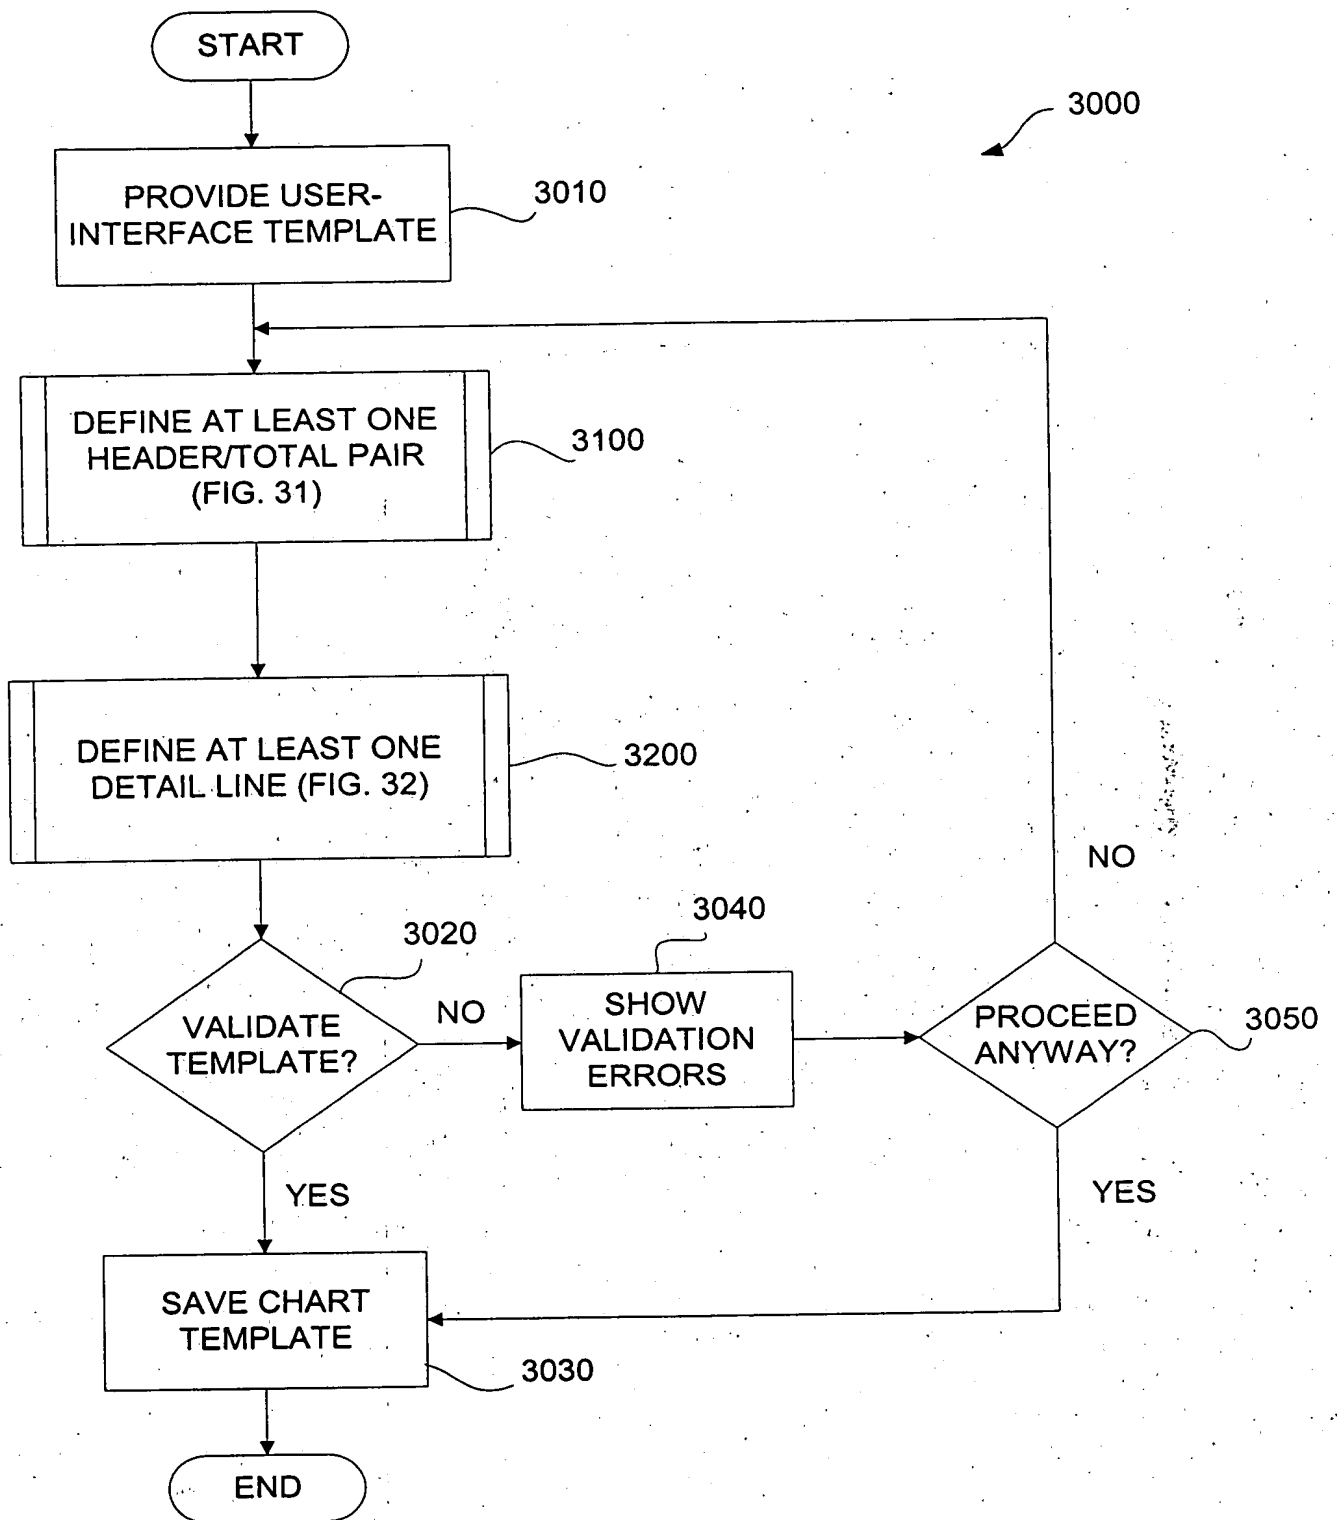 START
3000
PROVIDE USER-
INTERFACE TEMPLATE
3010
DEFINE AT LEAST ONE
HEADER/TOTAL PAIR
(FIG. 31)
3100
DEFINE AT LEAST ONE
DETAIL LINE (FIG. 32)
3200
NO
3020
VALIDATE
TEMPLATE?
NO
3040
SHOW
VALIDATION
ERRORS
PROCEED
ANYWAY?
3050
YES
YES
SAVE CHART
TEMPLATE
3030
END